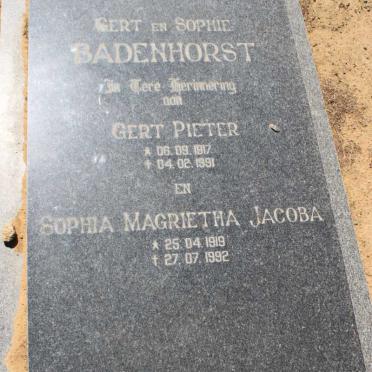 GERT EN SOPHIE
BADENHORST
In Tere Herinnering
aan
GERT PIETER
* 06.09.1917
† 04.02.1991
EN
SOPHIA MAGRIETHA JACOBA
* 25.04.1919
† 27.07.1992